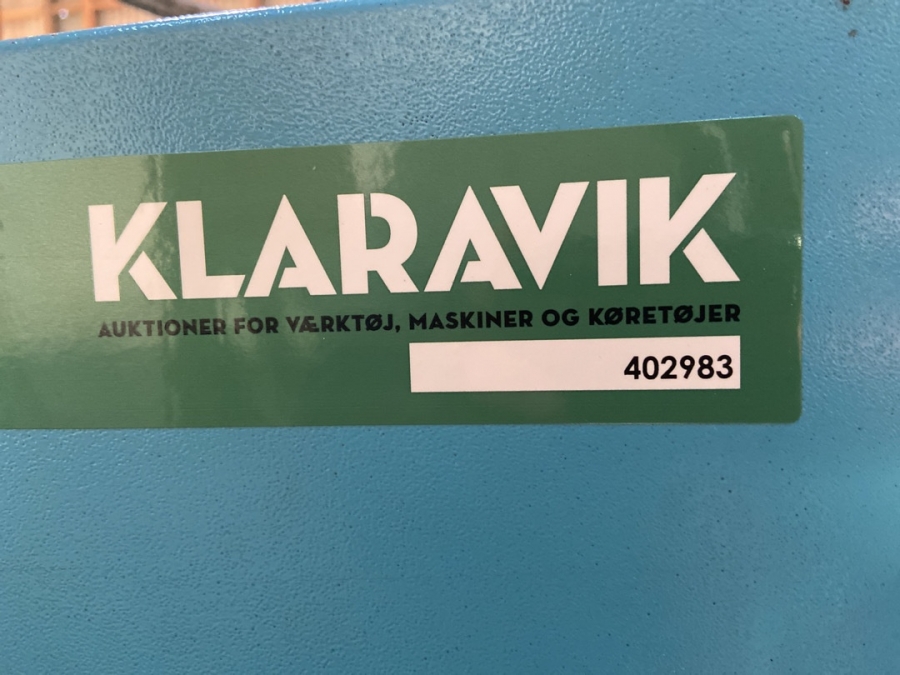 KLARAVIK
AUKTIONER FOR VÆRKTØJ, MASKINER OG KØRETØJER
402983